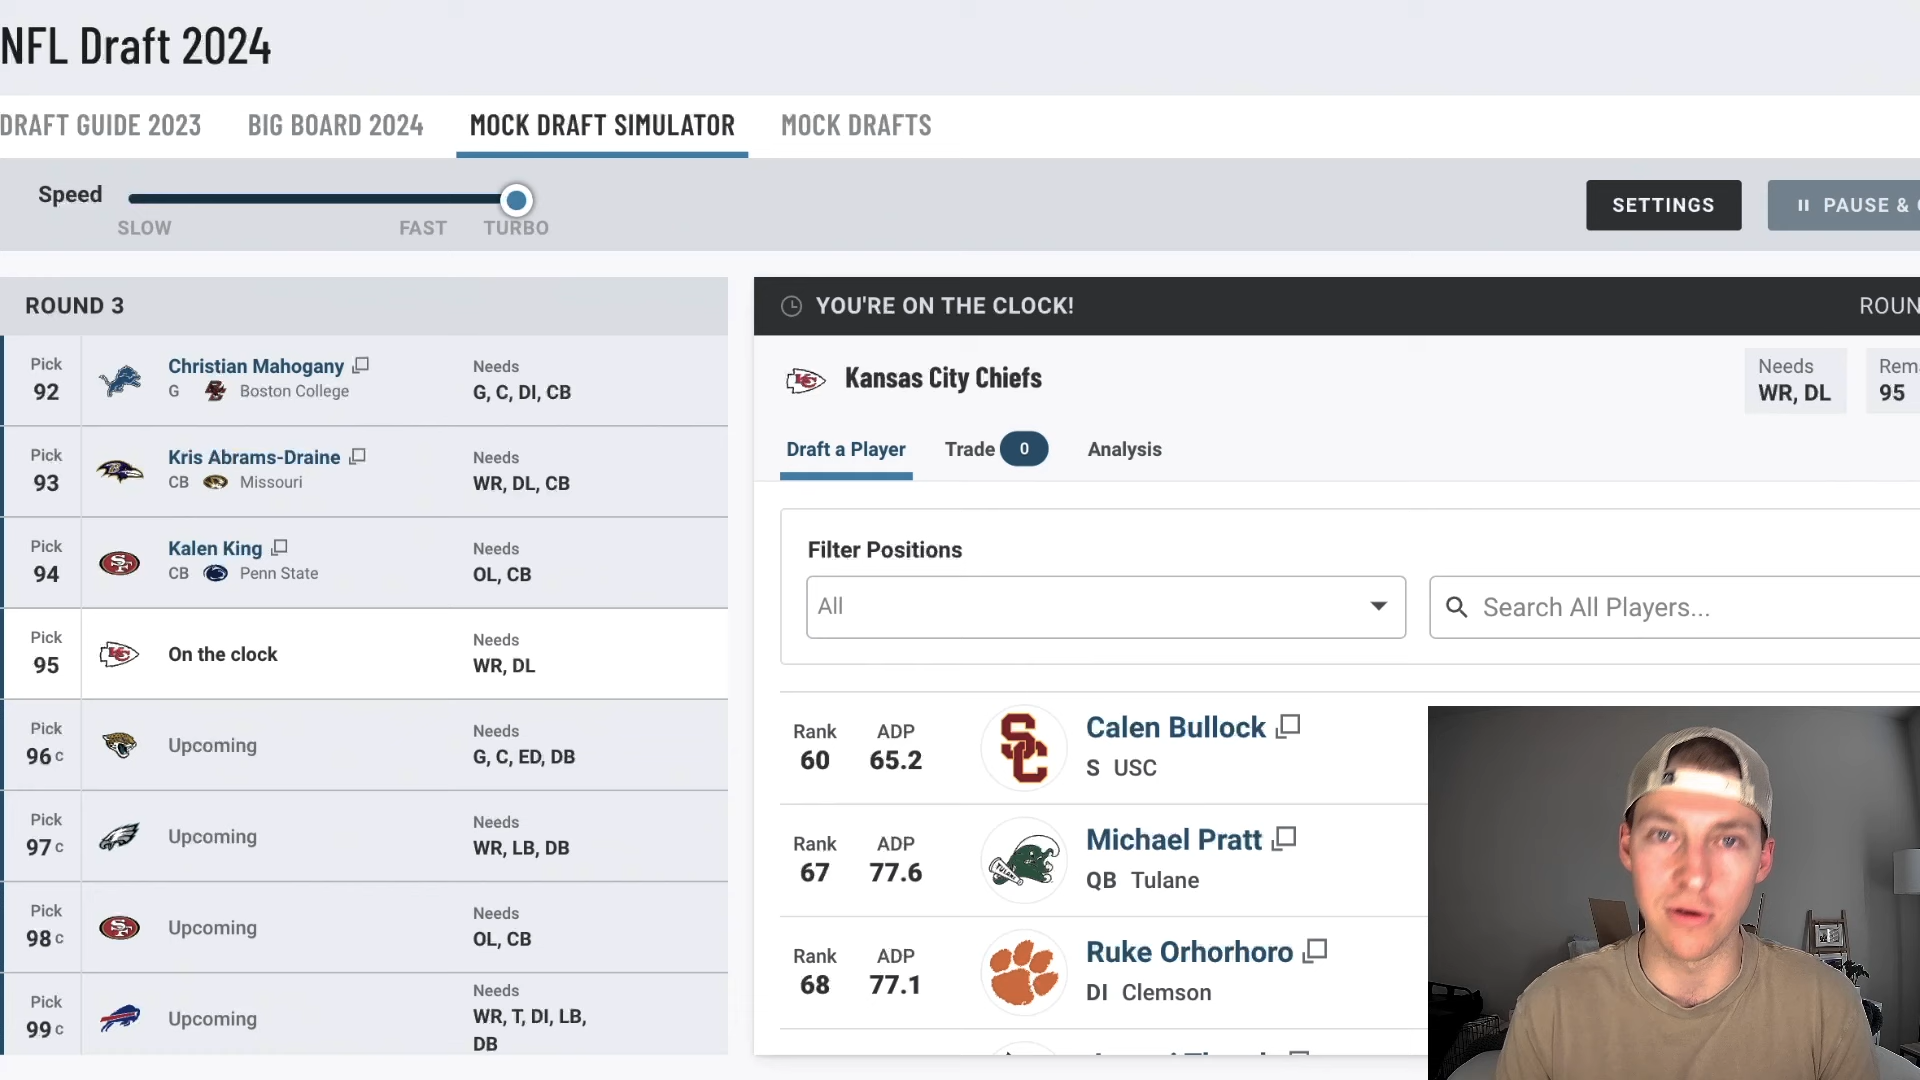 NFL Draft 2024
DRAFT GUIDE 2023 BIG BOARD 2024 MOCK DRAFT SIMULATOR MOCK DRAFTS
Speed
SLOW FAST TURBO
SETTINGS
PAUSE &
ROUND 3
Pick 92
Christian Mahogany
G Boston College
Needs
G, C, DI, CB
Pick 93
Kris Abrams-Draine
CB Missouri
Needs
WR, DL, CB
Pick 94
Kalen King
CB Penn State
Needs
OL, CB
Pick 95
On the clock
Needs
WR, DL
Pick 96 C
Upcoming
Needs
G, C, ED, DB
Pick 97 C
Upcoming
Needs
WR, LB, DB
Pick 98 C
Upcoming
Needs
OL, CB
Pick 99 C
Upcoming
Needs
WR, T, DI, LB,
DB
YOU'RE ON THE CLOCK!
ROUN
KC
Kansas City Chiefs
Needs
WR, DL
Rem
95
Draft a Player Trade 0 Analysis
Filter Positions
All
Search All Players...
Rank 60
ADP 65.2
SC
Calen Bullock
S USC
Rank 67
ADP 77.6
TULANE
Michael Pratt
QB Tulane
Rank 68
ADP 77.1
Ruke Orhorhoro
DI Clemson